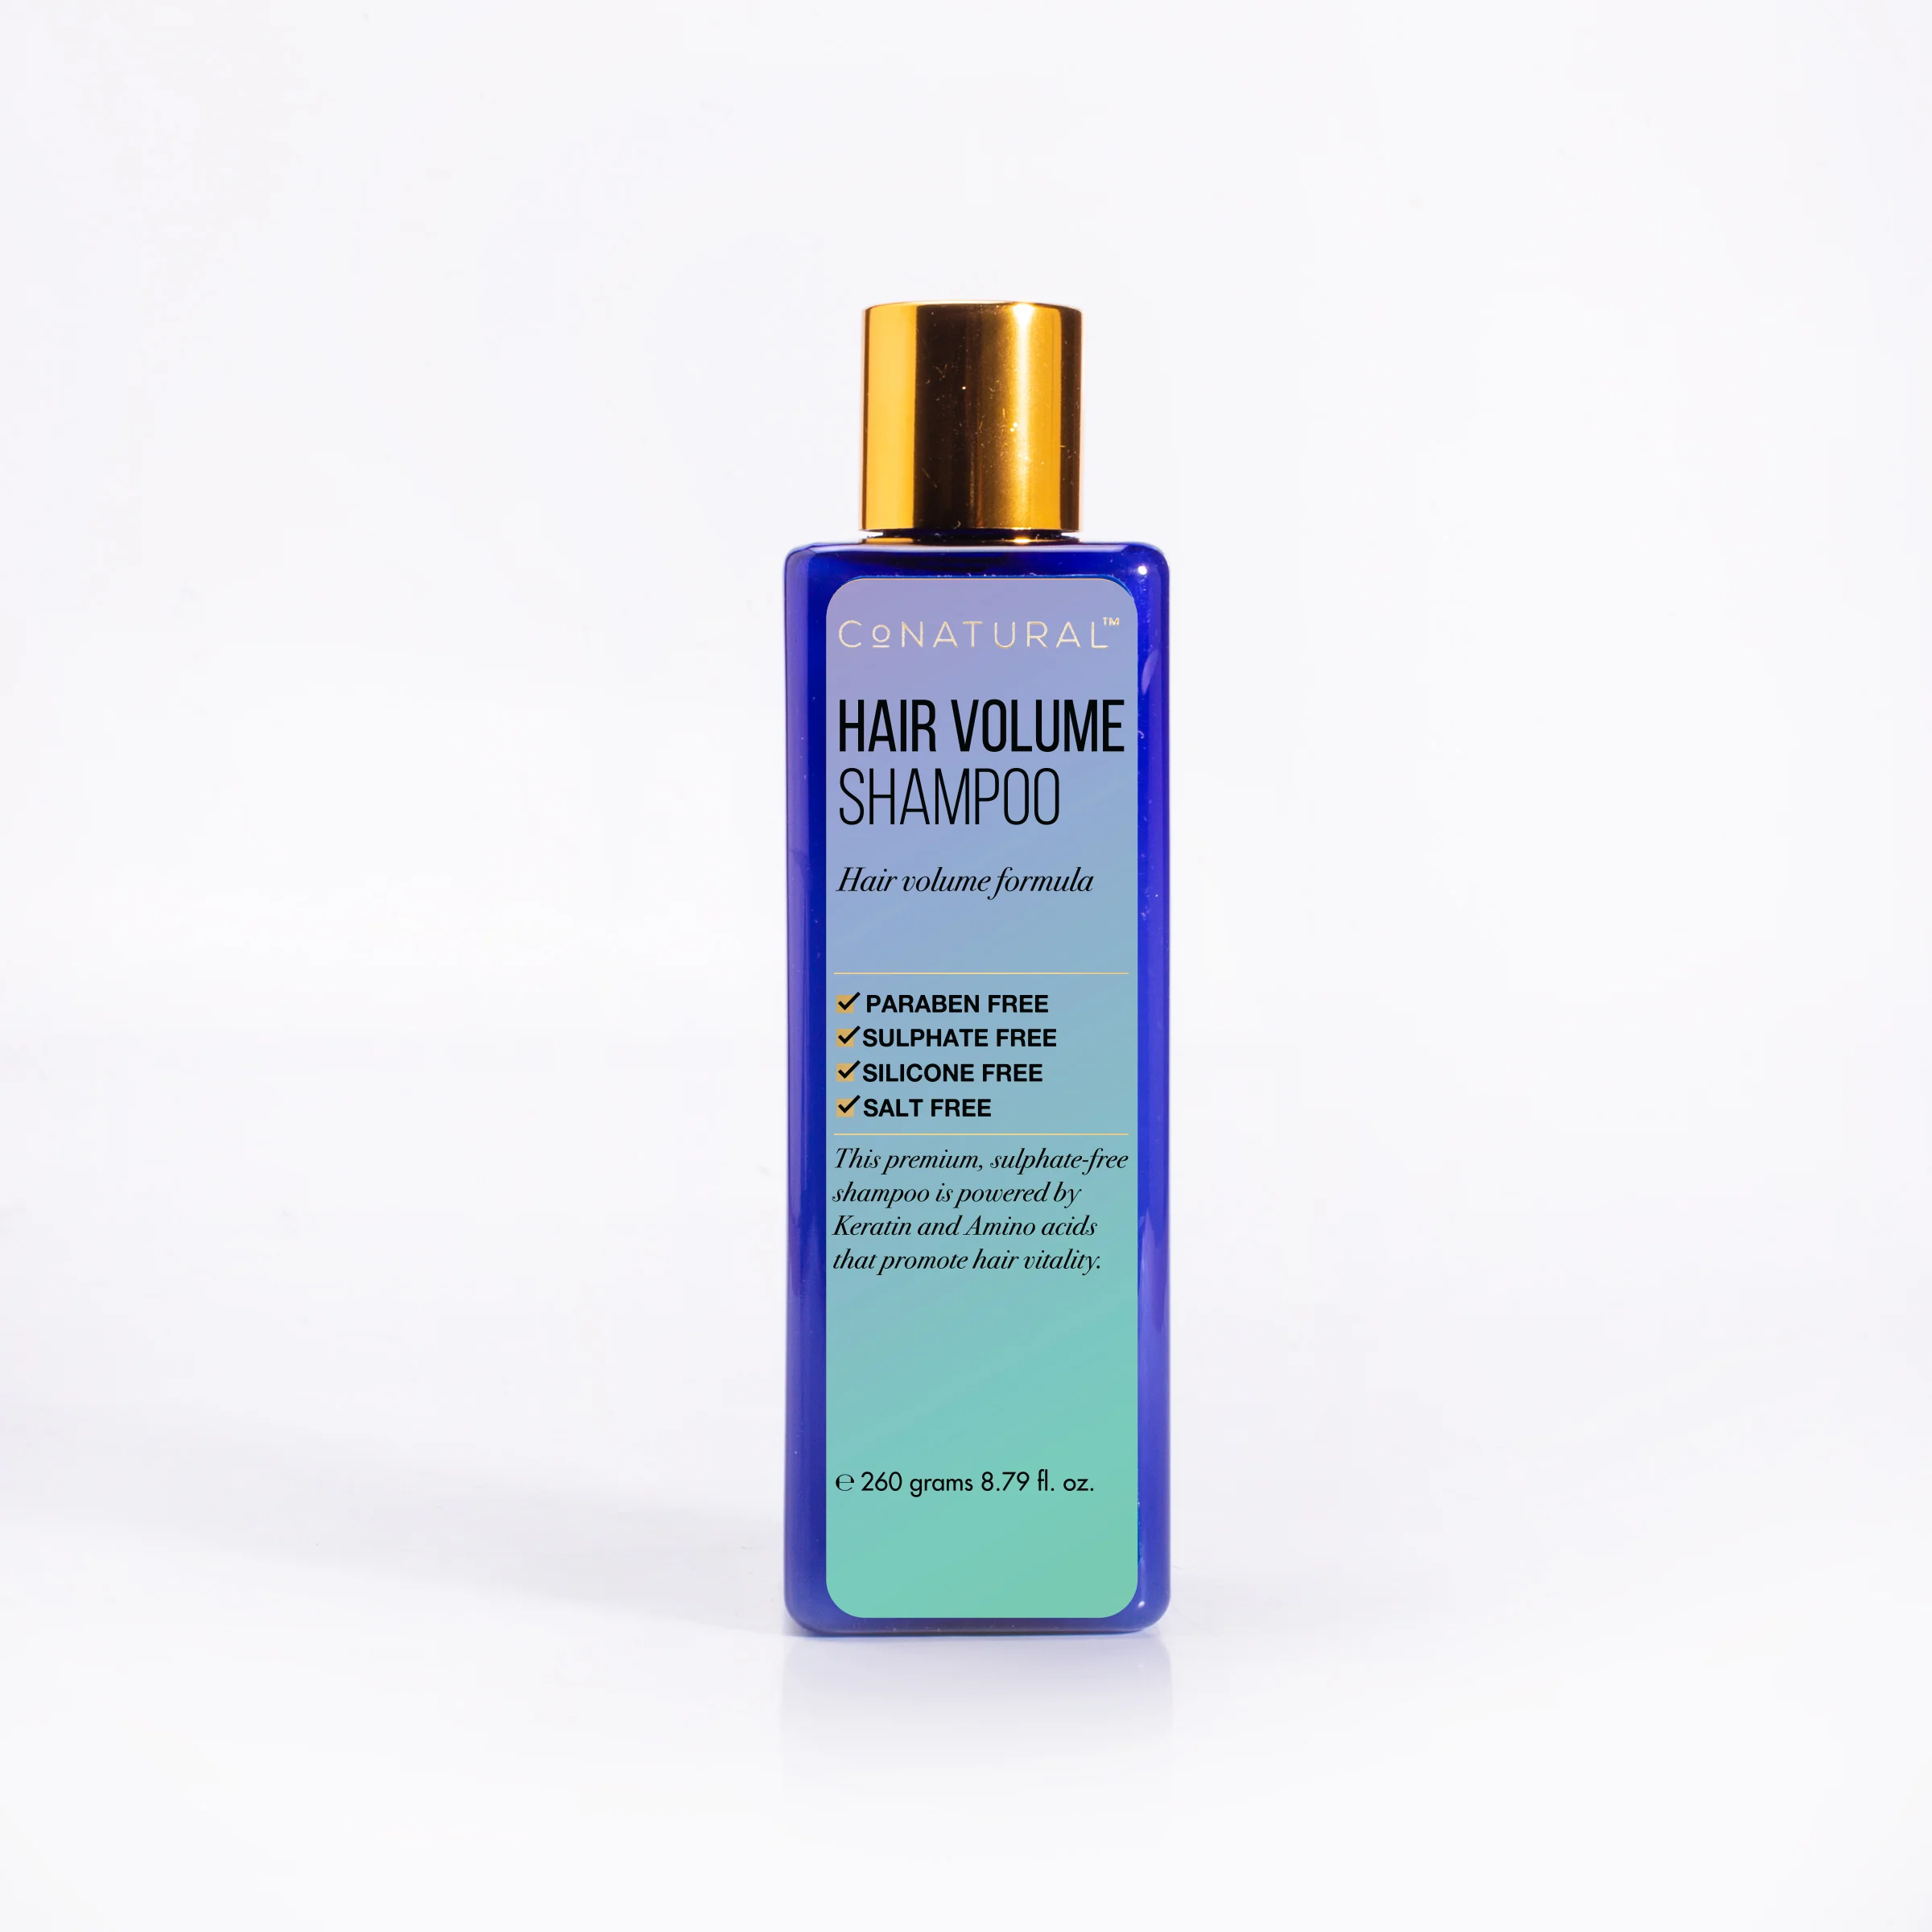 CoNATURAL™
HAIR VOLUME
SHAMPOO
Hair volume formula
PARABEN FREE
SULPHATE FREE
SILICONE FREE
SALT FREE
This premium, sulphate-free
shampoo is powered by
Keratin and Amino acids
that promote hair vitality.
℮ 260 grams 8.79 fl. oz.